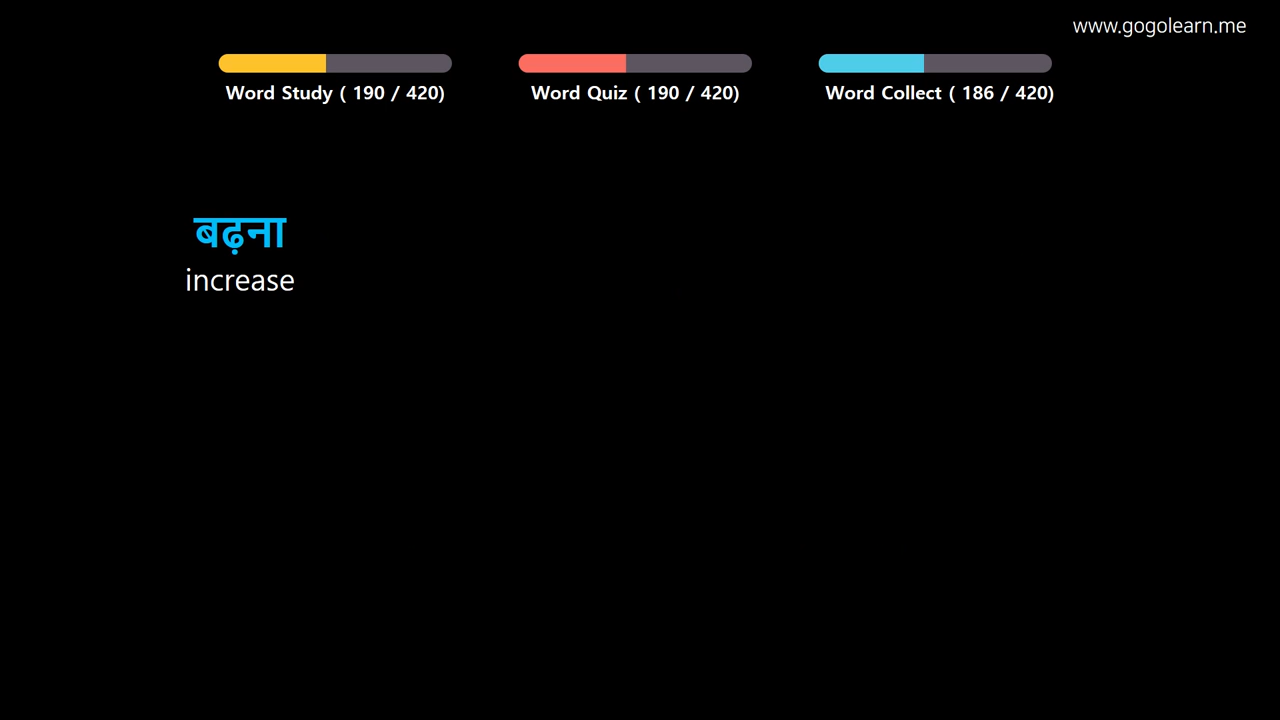 www.gogolearn.me
Word Study ( 190 / 420)
Word Quiz ( 190 / 420)
Word Collect ( 186 / 420)
बढ़ना
increase